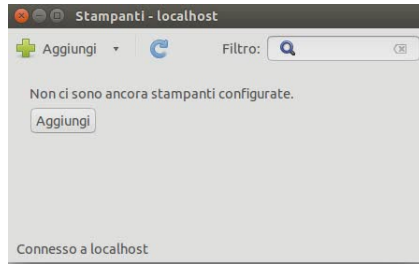 Stampanti - localhost
Aggiungi Filtro:
Non ci sono ancora stampanti configurate.
Aggiungi
Connesso a localhost